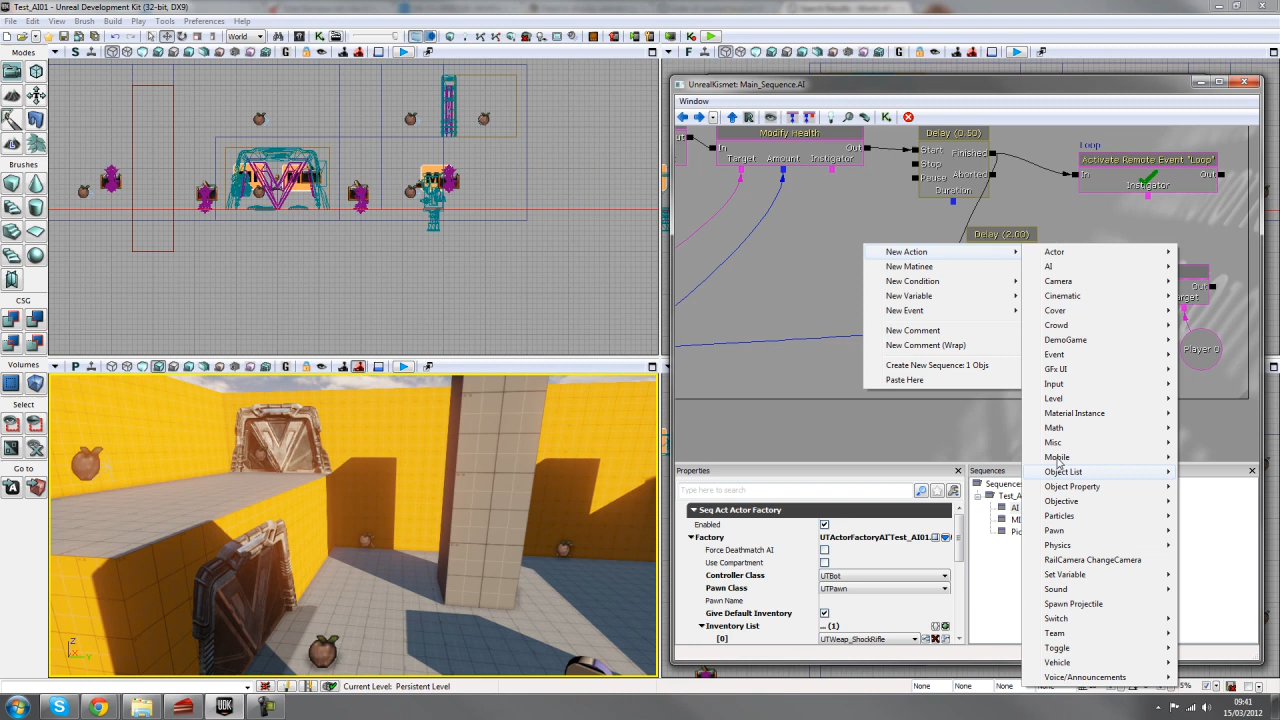 Test_AI01 - Unreal Development Kit (32-bit, DX9)
File Edit View Brush Build Play Tools Preferences Help
World
Modes
Brushes
CSG
Volumes
Select
Go to
S
G
F
G
P
G
UnrealKismet: Main_Sequence.AI
Window
Modify Health
In Out
Target Amount Instigator
Delay (0.50)
Start Finished
Stop
Pause Aborted
Duration
Loop
Activate Remote Event "Loop"
In Out
Instigator
Delay (2.00)
Out
Player 0
New Action
New Matinee
New Condition
New Variable
New Event
New Comment
New Comment (Wrap)
Create New Sequence: 1 Objs
Paste Here
Actor
AI
Camera
Cinematic
Cover
Crowd
DemoGame
Event
GFx UI
Input
Level
Material Instance
Math
Misc
Mobile
Object List
Object Property
Objective
Particles
Pawn
Physics
RailCamera ChangeCamera
Set Variable
Sound
Spawn Projectile
Switch
Team
Toggle
Vehicle
Voice/Announcements
Properties
Type here to search
Seq Act Actor Factory
Enabled
Factory UTActorFactoryAI'Test_AI01.
Force Deathmatch AI
Use Compartment
Controller Class UTBot
Pawn Class UTPawn
Pawn Name
Give Default Inventory
Inventory List ... (1)
[0] UTWeap_ShockRifle
Sequences
AI
Z
X
Y
Current Level: Persistent Level
None None None
09:41
15/09/2012